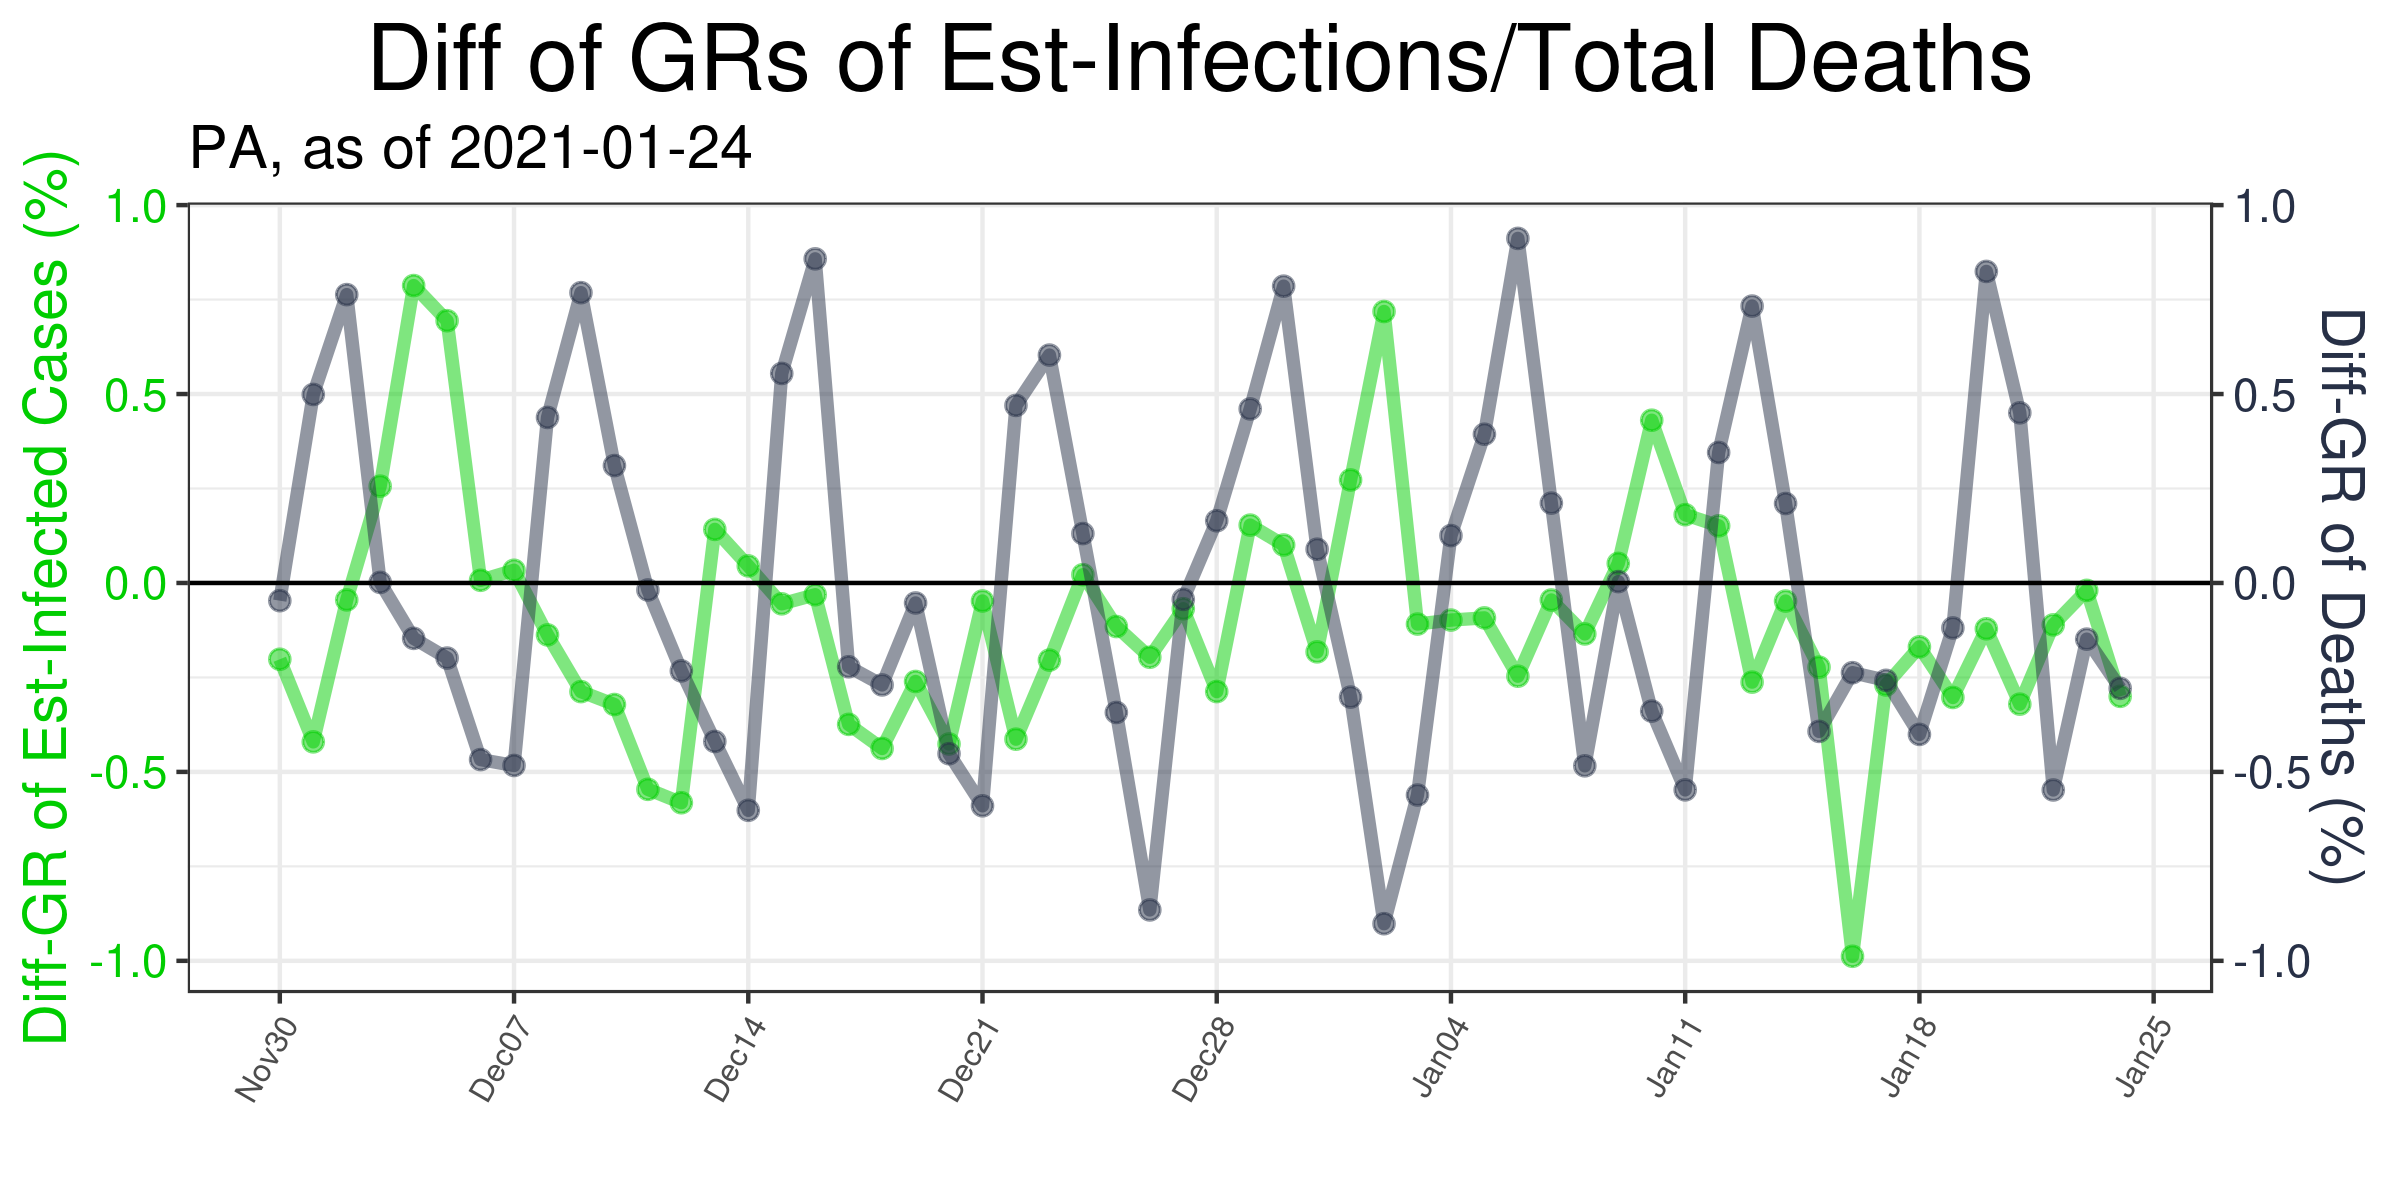 Diff of GRs of Est-Infections/Total Deaths
PA, as of 2021-01-24
Diff-GR of Est-Infected Cases (%)
1.0
0.5
0.0
-0.5
-1.0
1.0
0.5
0.0
-0.5
-1.0
Diff-GR of Deaths (%)
Nov30
Dec07
Dec14
Dec21
Dec28
Jan04
Jan11
Jan18
Jan25